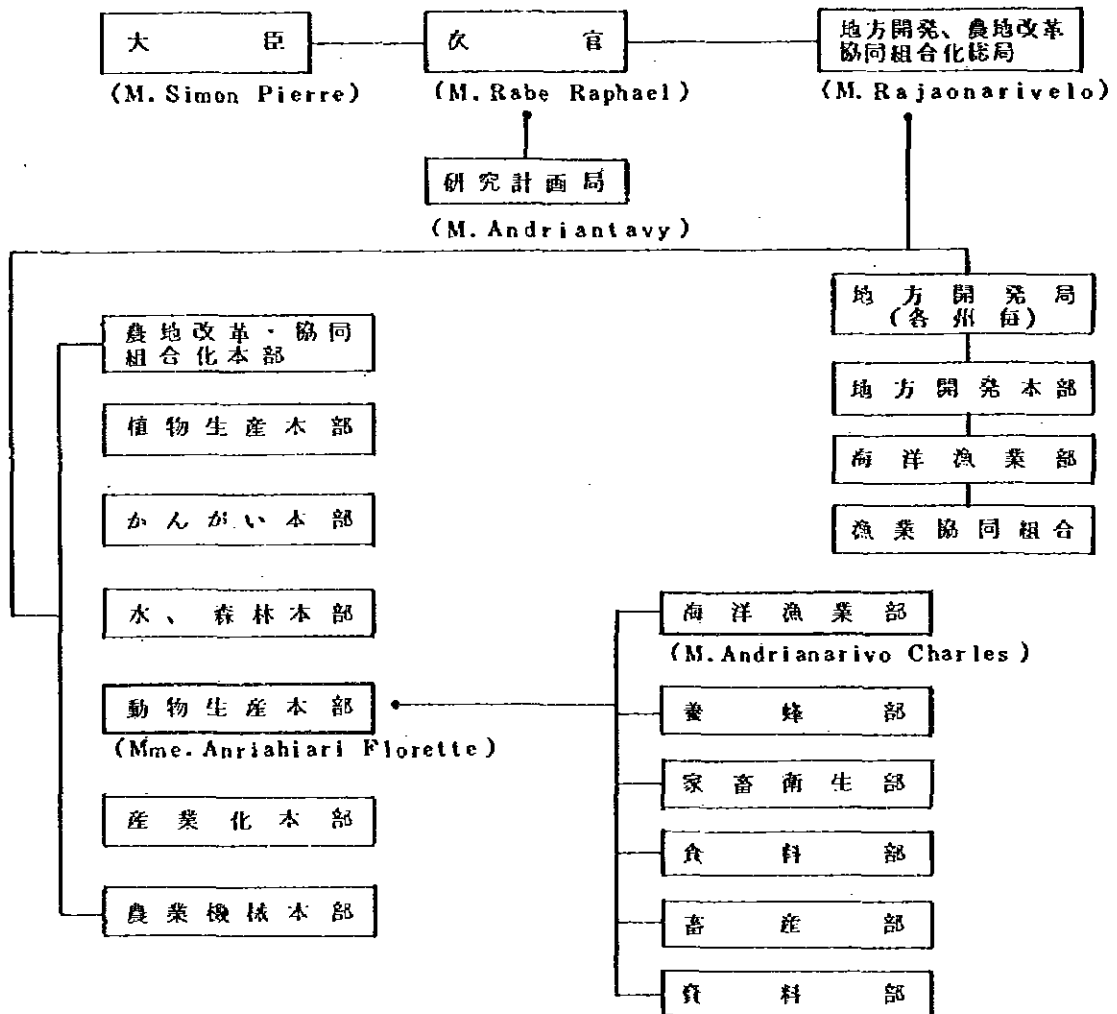 大臣
次官
地方開発、農地改革
協同組合化総局
(M. Simon Pierre)
(M. Rabe Raphael)
(M. Rajaonarivelo)
研究計画局
(M. Andriantavy)
地方開発局
(各州毎)
地方開発本部
海洋漁業部
漁業協同組合
農地改革・協同
組合化本部
植物生産本部
かんがい本部
水、森林本部
動物生産本部
(Mme. Anriahiari Florette)
産業化本部
農業機械本部
海洋漁業部
(M. Andrianarivo Charles)
養蜂部
家畜衛生部
食料部
畜産部
資料部